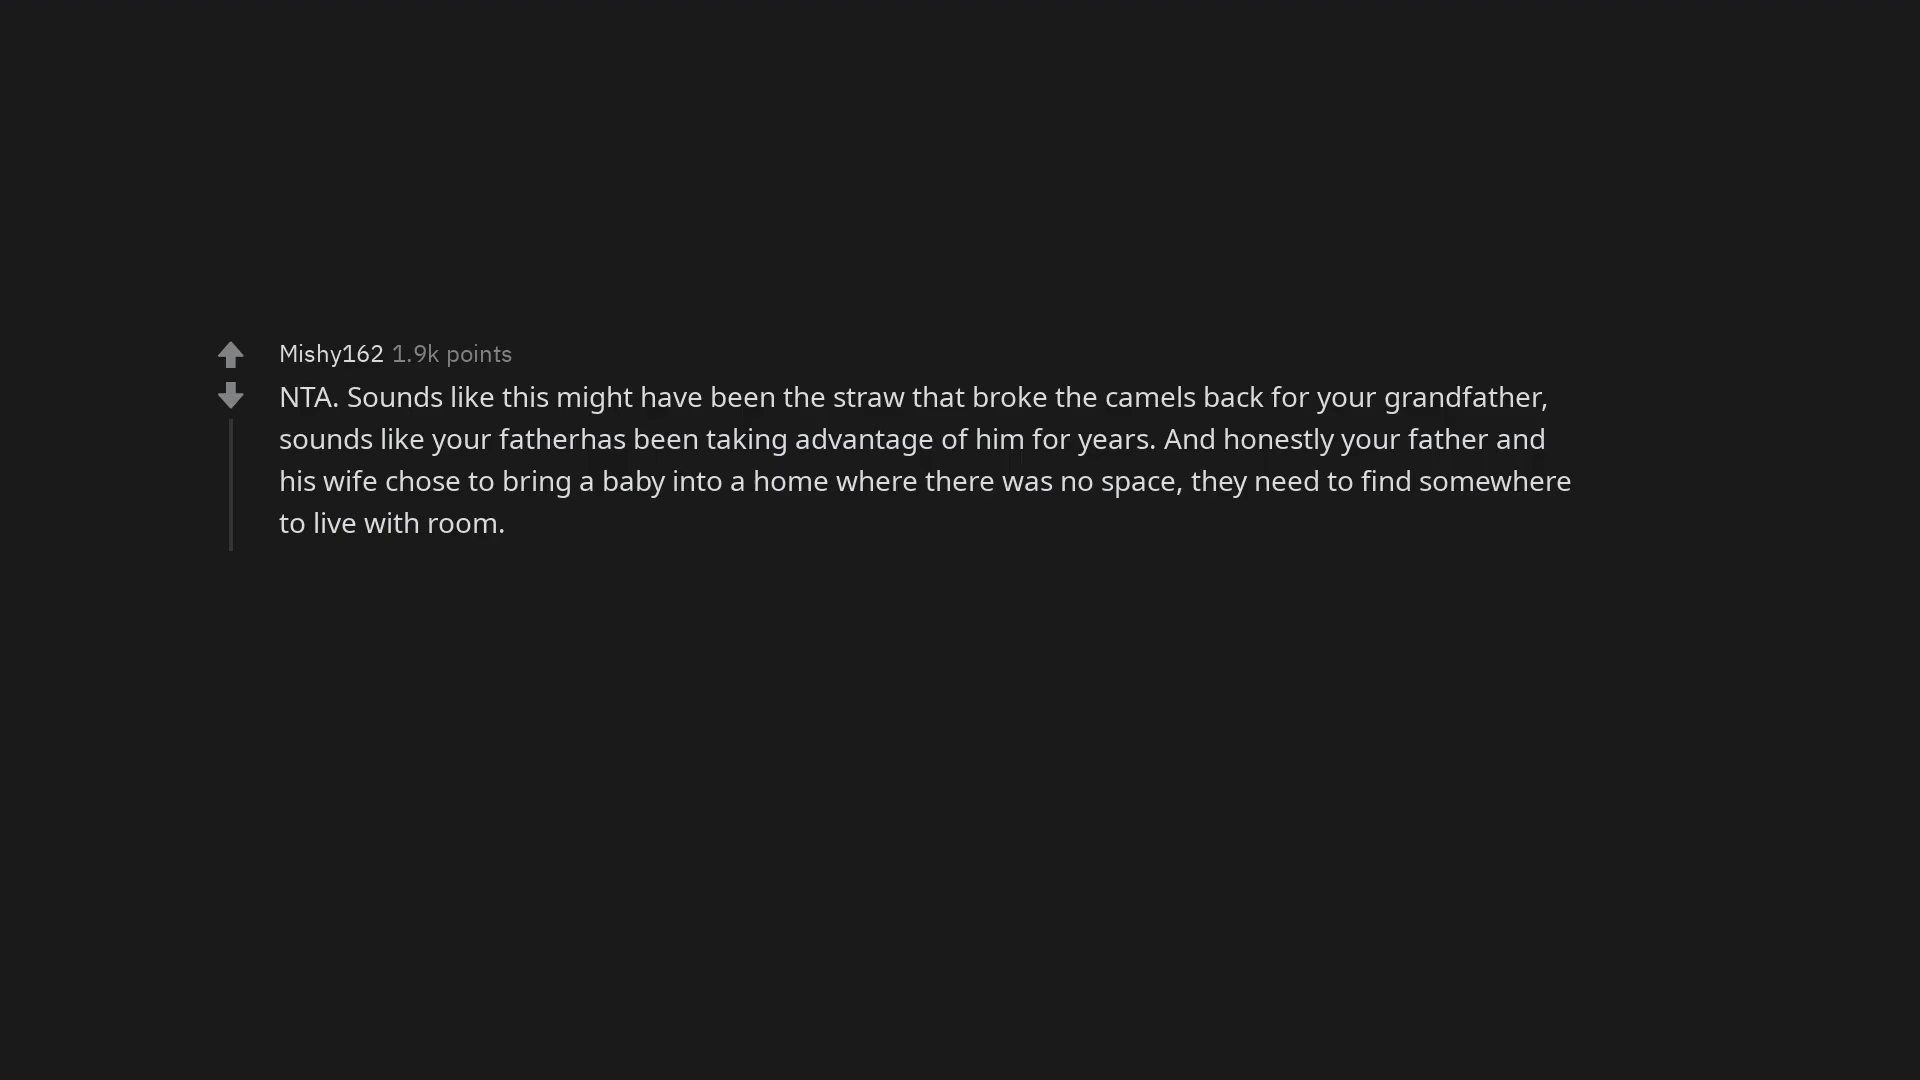 Mishy162 1.9k points
NTA. Sounds like this might have been the straw that broke the camels back for your grandfather,
sounds like your fatherhas been taking advantage of him for years. And honestly your father and
his wife chose to bring a baby into a home where there was no space, they need to find somewhere
to live with room.